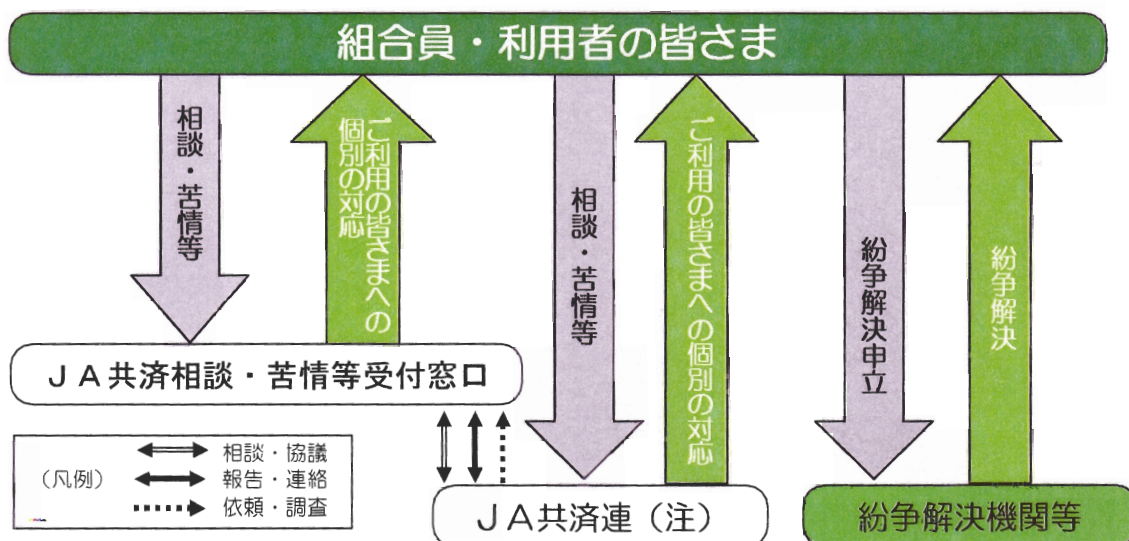 組合員・利用者の皆さま
相談・苦情等
ご利用の皆さまへの
個別の対応
相談・苦情等
ご利用の皆さまへの個別の対応
紛争解決申立
紛争解決
JA共済相談・苦情等受付窓口
(凡例)
相談・協議
報告・連絡
依頼・調査
JA共済連(注)
紛争解決機関等